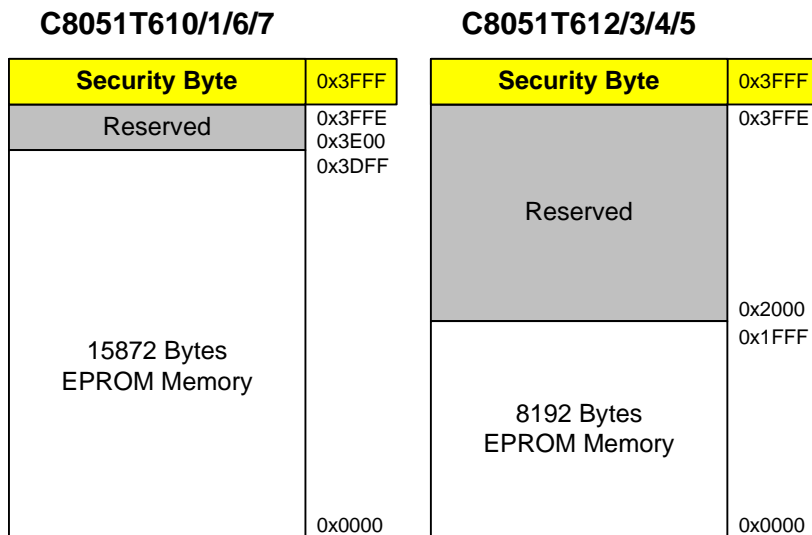 C8051T610/1/6/7
Security Byte
0x3FFF
Reserved
0x3FFE
0x3E00
0x3DFF
15872 Bytes
EPROM Memory
0x0000
C8051T612/3/4/5
Security Byte
0x3FFF
0x3FFE
Reserved
0x2000
0x1FFF
8192 Bytes
EPROM Memory
0x0000